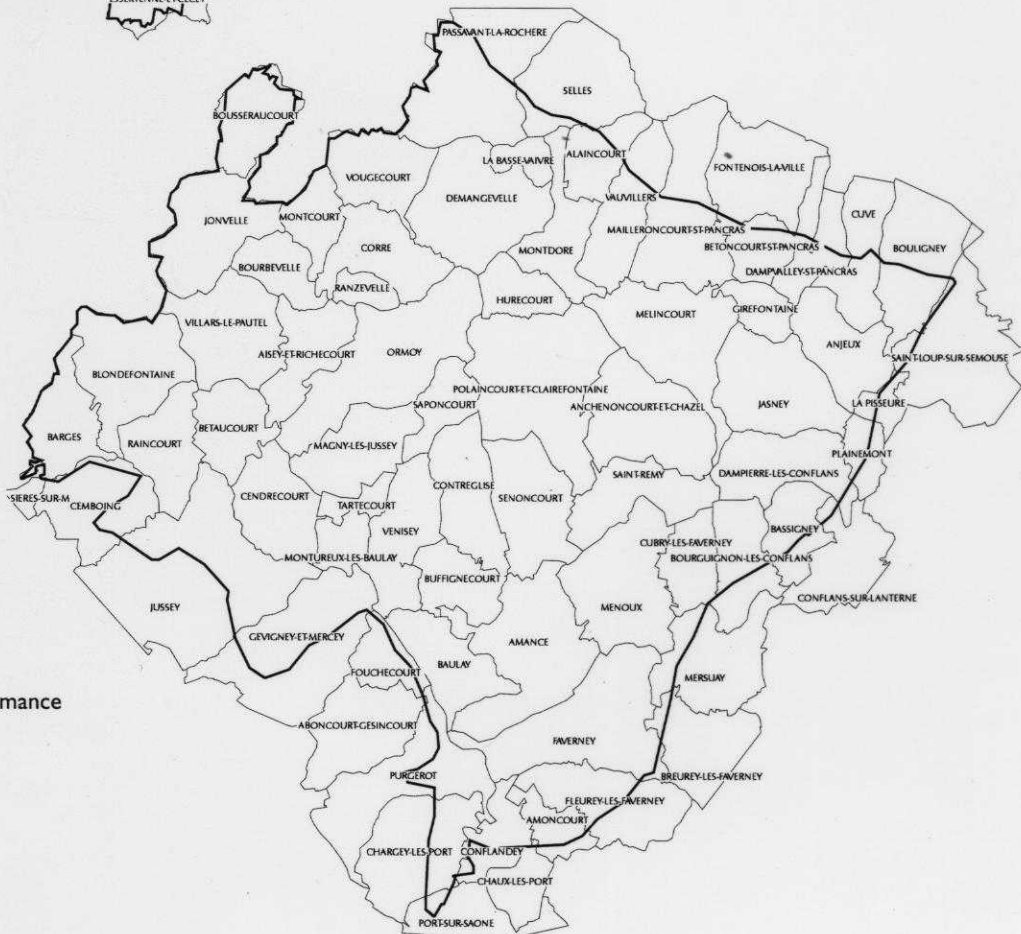 PASSAVANT-LA-ROCHERE
SELLES
BOUSSERAUCOURT
LA BASSE-VAIVRE
ALAINCOURT
FONTENOIS-LA-VILLE
VOUGECOURT
DEMANGEVELLE
VAUVILLERS
JONVELLE
MONTCOURT
CUVE
MAILLERONCOURT-ST-PANCRAS
CORRE
MONTDORE
BETONCOURT-ST-PANCRAS
BOULIGNEY
BOURBEVELLE
DAMPVALLEY-ST-PANCRAS
RANZEVELLE
HURECOURT
GIREFONTAINE
MELINCOURT
VILLARS-LE-PAUTEL
ANJEUX
AISEY-ET-RICHECOURT
ORMOY
SAINT-LOUP-SUR-SEMOUSE
BLONDEFONTAINE
POLAINCOURT-ET-CLAIREFONTAINE
LA PISSEURE
SAPONCOURT
ANCHENONCOURT-ET-CHAZEL
JASNEY
BETAUCOURT
BARGES
RAINCOURT
MAGNY-LES-JUSSEY
PLAINEMONT
SAINT-REMY
DAMPIERRE-LES-CONFLANS
CONTREGLISE
SIERES-SUR-M
CENDRECOURT
SENONCOURT
CEMBOING
TARTECOURT
VENISEY
BASSIGNEY
CUBRY-LES-FAVERNEY
MONTUREUX-LES-BAULAY
BOURGUIGNON-LES-CONFLANS
BUFFIGNECOURT
CONFLANS-SUR-LANTERNE
JUSSEY
MENOUX
GEVIGNEY-ET-MERCEY
AMANCE
BAULAY
FOUCHECOURT
MERSUAY
mance
ABONCOURT-GESINCOURT
FAVERNEY
PURGEROT
BREUREY-LES-FAVERNEY
FLEUREY-LES-FAVERNEY
AMONCOURT
CHARGEY-LES-PORT
CONFLANDEY
CHAUX-LES-PORT
PORT-SUR-SAONE